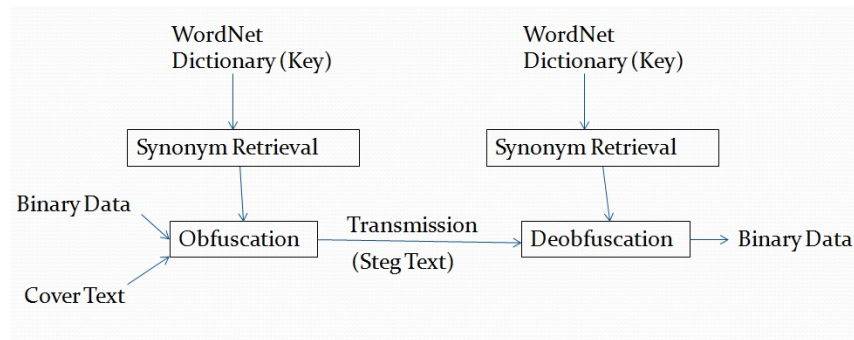 WordNet
Dictionary (Key)
WordNet
Dictionary (Key)
Synonym Retrieval
Synonym Retrieval
Binary Data
Obfuscation
Transmission
(Steg Text)
Deobfuscation
Binary Data
Cover Text